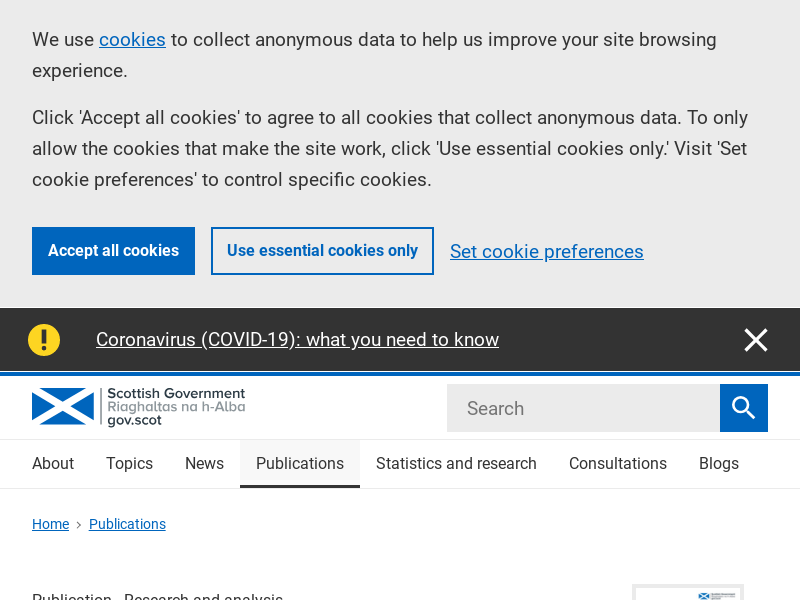 We use cookies to collect anonymous data to help us improve your site browsing
experience.
Click 'Accept all cookies' to agree to all cookies that collect anonymous data. To only
allow the cookies that make the site work, click 'Use essential cookies only.' Visit 'Set
cookie preferences' to control specific cookies.
Accept all cookies
Use essential cookies only
Set cookie preferences
Coronavirus (COVID-19): what you need to know
Scottish Government
Riaghaltas na h-Alba
gov.scot
Search
About
Topics
News
Publications
Statistics and research
Consultations
Blogs
Home > Publications
Publication - Research and analysis